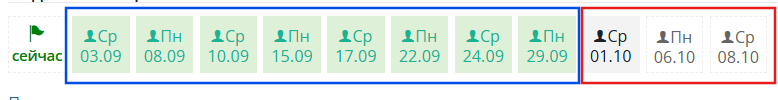 Ср Пн Ср Пн Ср Пн Ср Пн Ср Пн Ср
сейчас 03.09 08.09 10.09 15.09 17.09 22.09 24.09 29.09 01.10 06.10 08.10